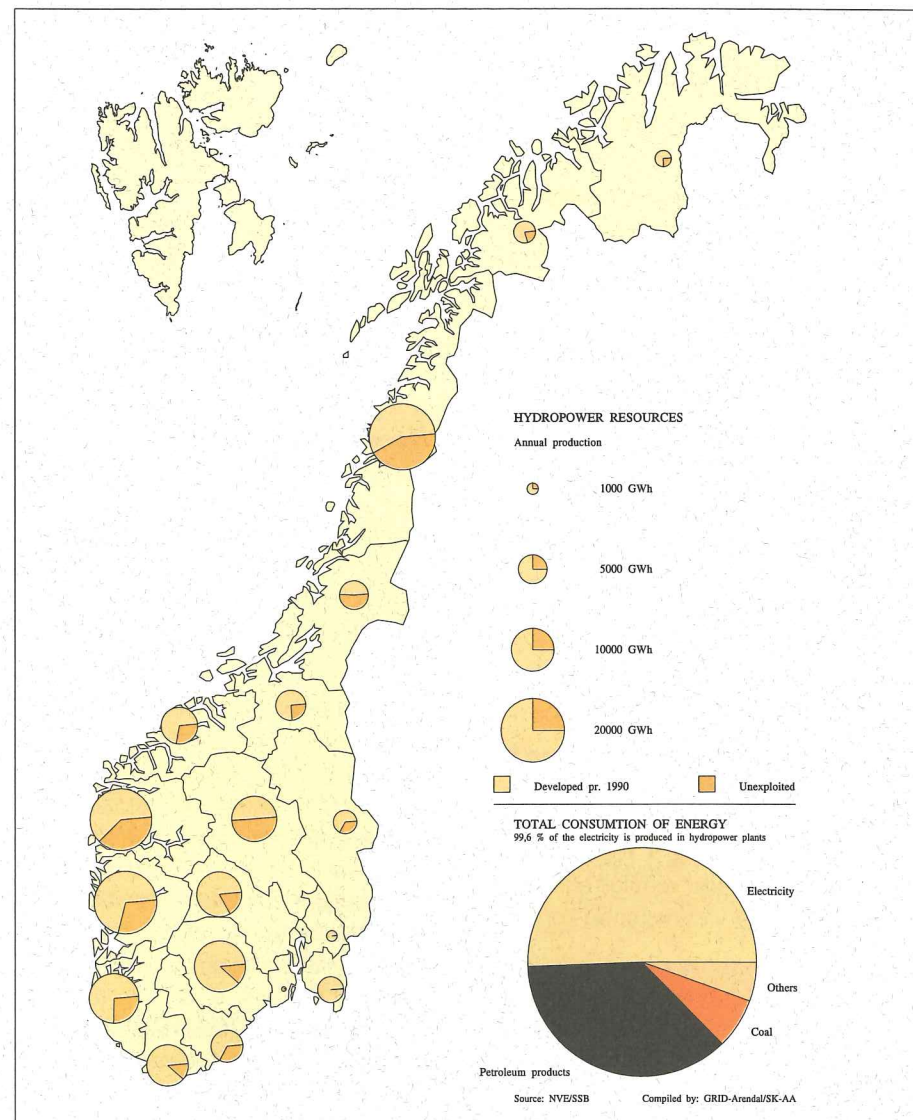 HYDROPOWER RESOURCES
Annual production
1000 GWh
5000 GWh
10000 GWh
20000 GWh
Developed pr. 1990
Unexploited
TOTAL CONSUMTION OF ENERGY
99,6 % of the electricity is produced in hydropower plants
Electricity
Others
Coal
Petroleum products
Source: NVE/SSB Compiled by: GRID-Arendal/SK-AA